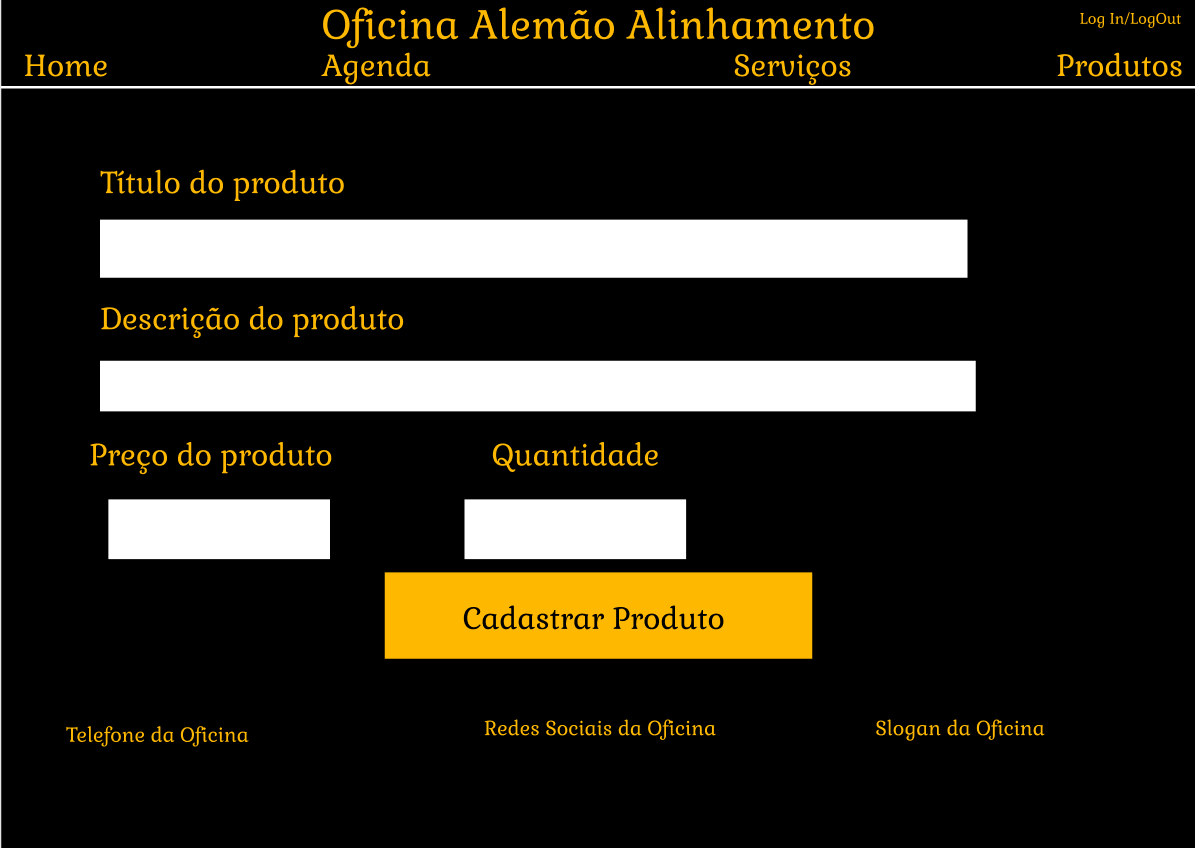 Oficina Alemão Alinhamento
Log In/LogOut
Home Agenda Serviços Produtos
Título do produto
Descrição do produto
Preço do produto Quantidade
Cadastrar Produto
Telefone da Oficina Redes Sociais da Oficina Slogan da Oficina